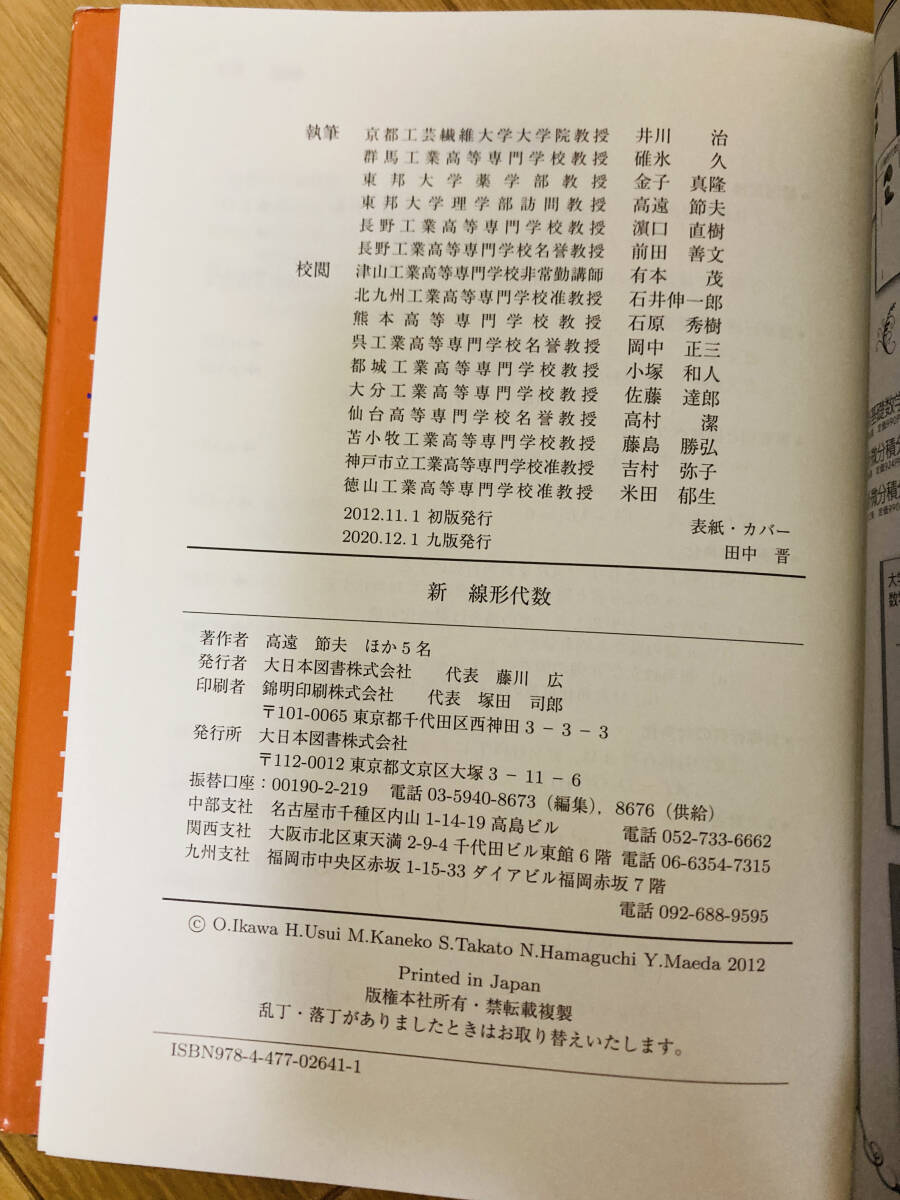 執筆 京都工芸繊維大学大学院教授 井川 治
群馬工業高等専門学校教授 碓氷 久
東邦大学薬学部教授 金子 真隆
東邦大学理学部訪問教授 高遠 節夫
長野工業高等専門学校教授 濵口 直樹
長野工業高等専門学校名誉教授 前田 善文
校閲 津山工業高等専門学校非常勤講師 有本 茂
北九州工業高等専門学校准教授 石井伸一郎
熊本高等専門学校教授 石原 秀樹
呉工業高等専門学校名誉教授 岡中 正三
都城工業高等専門学校教授 小塚 和人
大分工業高等専門学校教授 佐藤 達郎
仙台高等専門学校名誉教授 高村 潔
苫小牧工業高等専門学校教授 藤島 勝弘
神戸市立工業高等専門学校准教授 吉村 弥子
徳山工業高等専門学校准教授 米田 郁生
2012.11.1 初版発行 表紙・カバー
2020.12.1 九版発行 田中 晋
新 線形代数
著作者 高遠 節夫 ほか5名
発行者 大日本図書株式会社 代表 藤川 広
印刷者 錦明印刷株式会社 代表 塚田 司郎
〒101-0065 東京都千代田区西神田3-3-3
発行所 大日本図書株式会社
〒112-0012 東京都文京区大塚3-11-6
振替口座:00190-2-219 電話 03-5940-8673(編集), 8676(供給)
中部支社 名古屋市千種区内山1-14-19 高島ビル 電話 052-733-6662
関西支社 大阪市北区東天満2-9-4 千代田ビル東館6階 電話 06-6354-7315
九州支社 福岡市中央区赤坂1-15-33 ダイアビル福岡赤坂7階
電話 092-688-9595
© O.Ikawa H.Usui M.Kaneko S.Takato N.Hamaguchi Y.Maeda 2012
Printed in Japan
版権本社所有・禁転載複製
乱丁・落丁がありましたときはお取り替えいたします。
ISBN978-4-477-02641-1
基礎数学
微分積分
微分積分
大学